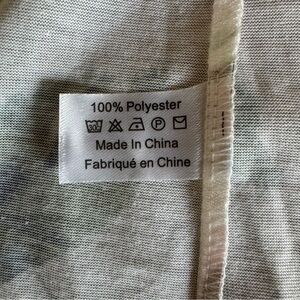 100% Polyester
Made In China
Fabriqué en Chine